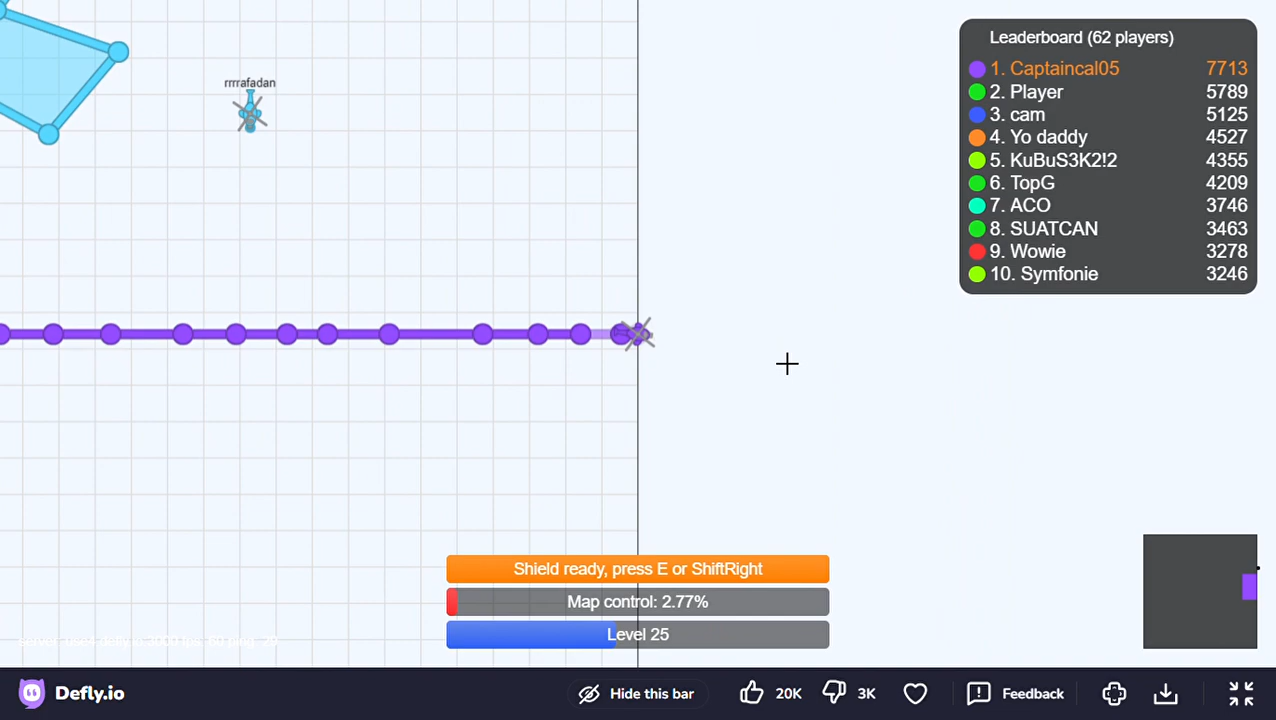 rrrrafadan
Leaderboard (62 players)
1. Captaincal05 7713
2. Player 5789
3. cam 5125
4. Yo daddy 4527
5. KuBuS3K2!2 4355
6. TopG 4209
7. ACO 3746
8. SUATCAN 3463
9. Wowie 3278
10. Symfonie 3246
Shield ready, press E or ShiftRight
Map control: 2.77%
Level 25
Defly.io
Hide this bar
20K
3K
Feedback